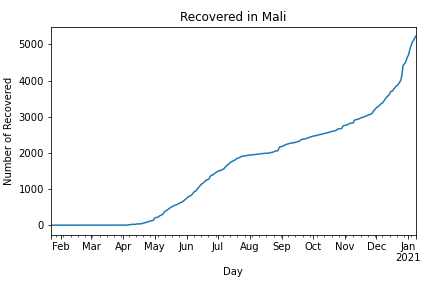 Recovered in Mali
Number of Recovered
5000
4000
3000
2000
1000
0
Feb Mar Apr May Jun Jul Aug Sep Oct Nov Dec Jan
2021
Day